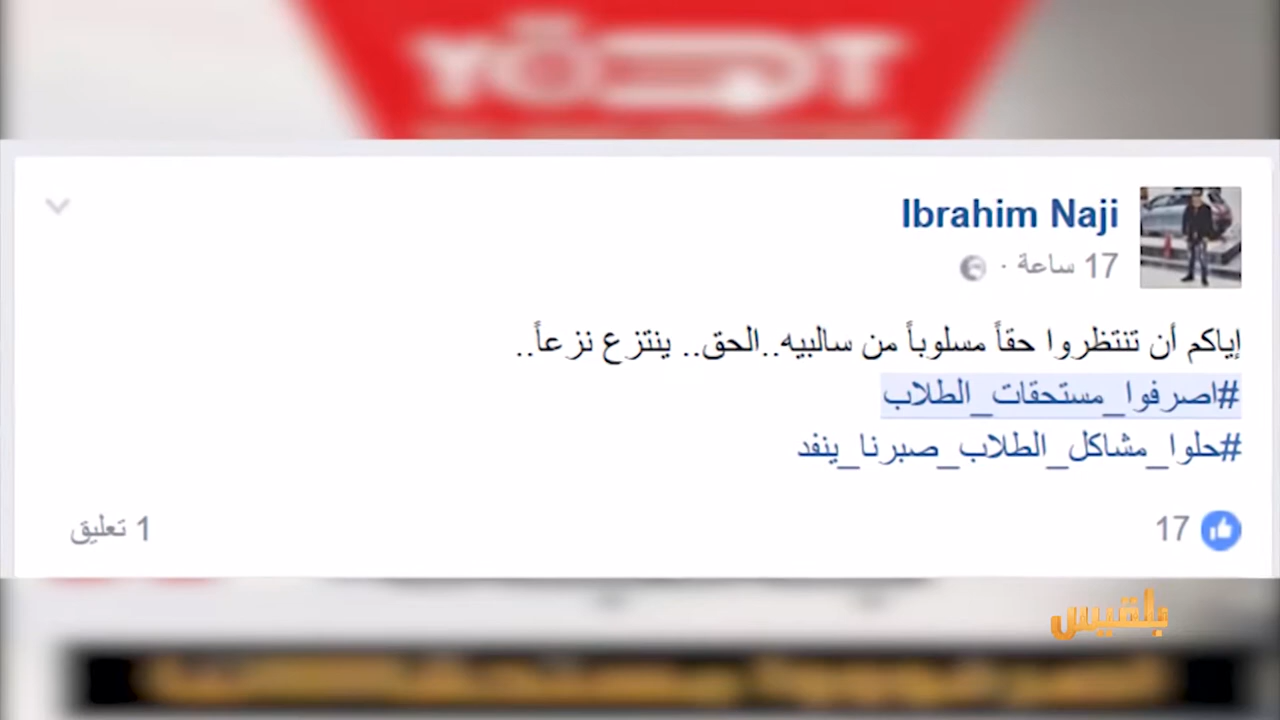 Ibrahim Naji
17 ساعة ·
إياكم أن تنتظروا حقاً مسلوباً من سالبيه..الحق.. ينتزع نزعاً..
#اصرفوا_مستحقات_الطلاب
#حلوا_مشاكل_الطلاب_صبرنا_ينفد
17
1 تعليق
بلقيس